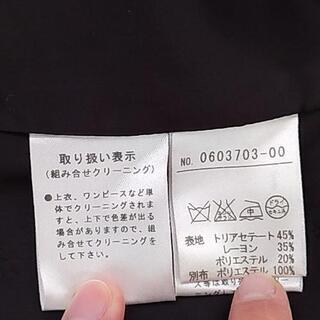 取り扱い表示
(組み合せクリーニング)
●上衣、ワンピースなど単
体でクリーニングされま
すと、上下で色差が出る
場合がありますので、組
合せてクリーニングをし
て下さい。
NO. 0603703-00
ドライ
セキユ系
表地 トリアセテート 45%
レーヨン 35%
ポリエステル 20%
別布 ポリエステル 100%